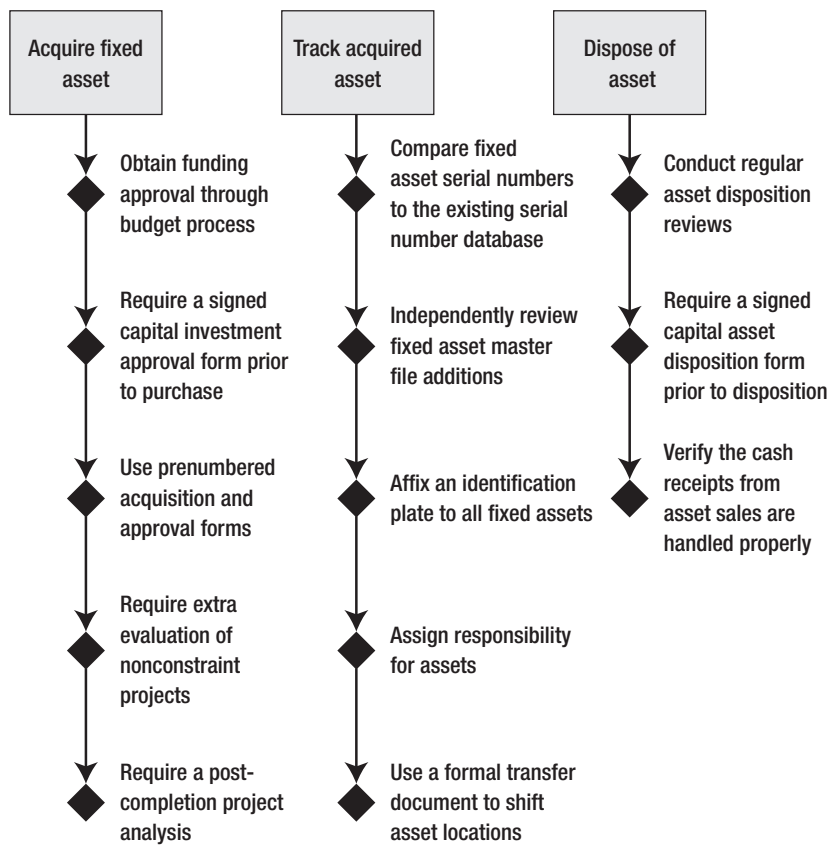 Acquire fixed
asset
Obtain funding
approval through
budget process
Require a signed
capital investment
approval form prior
to purchase
Use prenumbered
acquisition and
approval forms
Require extra
evaluation of
nonconstraint
projects
Require a post-
completion project
analysis
Track acquired
asset
Compare fixed
asset serial numbers
to the existing serial
number database
Independently review
fixed asset master
file additions
Affix an identification
plate to all fixed assets
Assign responsibility
for assets
Use a formal transfer
document to shift
asset locations
Dispose of
asset
Conduct regular
asset disposition
reviews
Require a signed
capital asset
disposition form
prior to disposition
Verify the cash
receipts from
asset sales are
handled properly